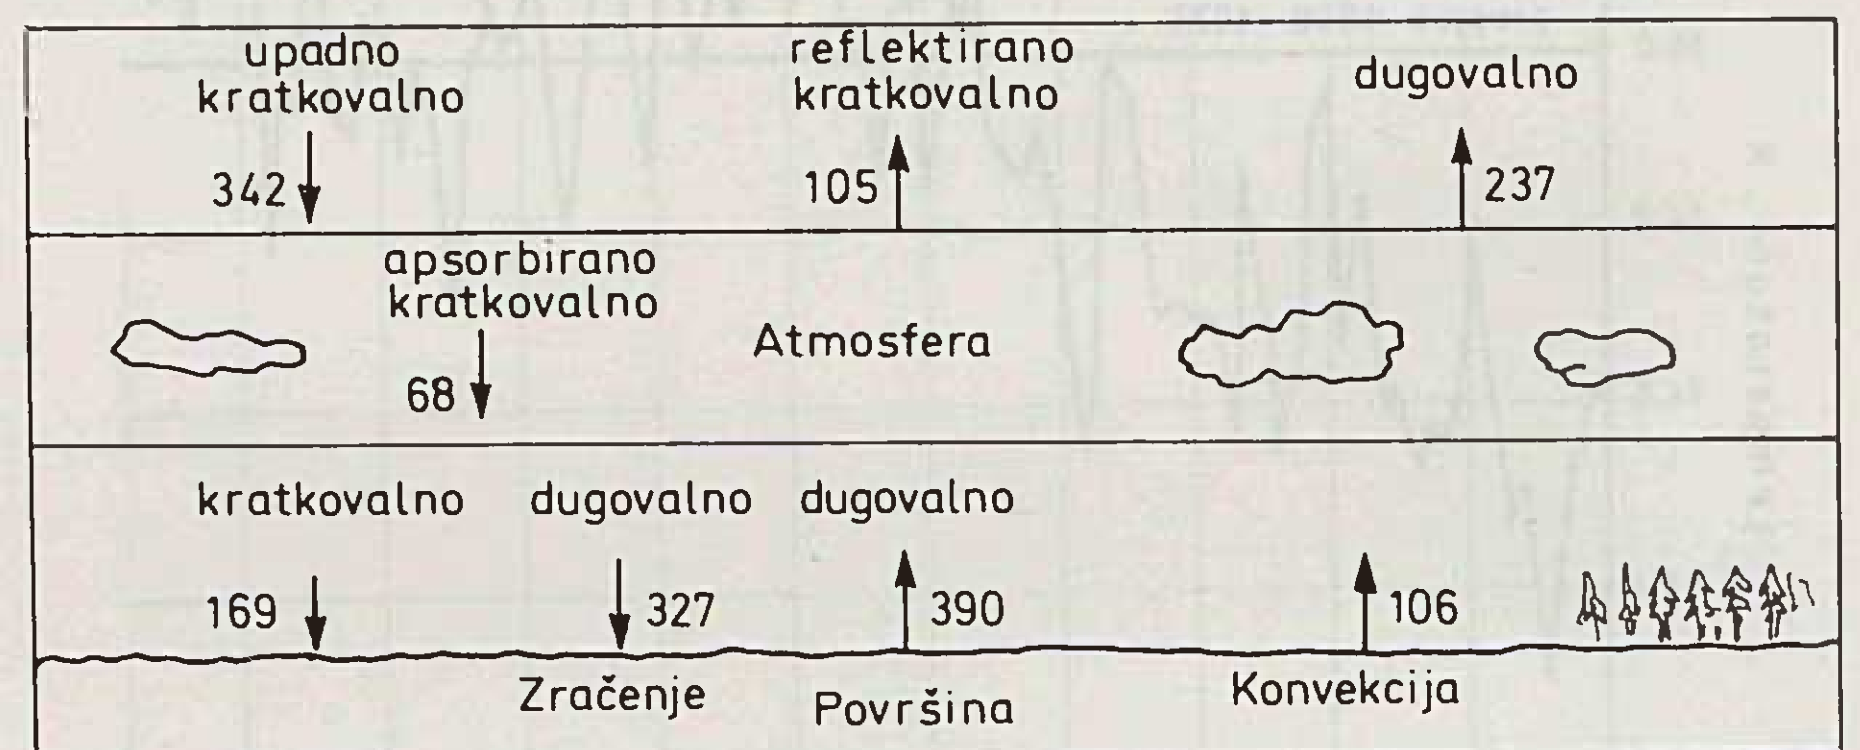 upadno
kratkovalno
342
reflektirano
kratkovalno
105
dugovalno
237
apsorbirano
kratkovalno
68
Atmosfera
kratkovalno
169
dugovalno
327
dugovalno
390
106
Zračenje
Površina
Konvekcija